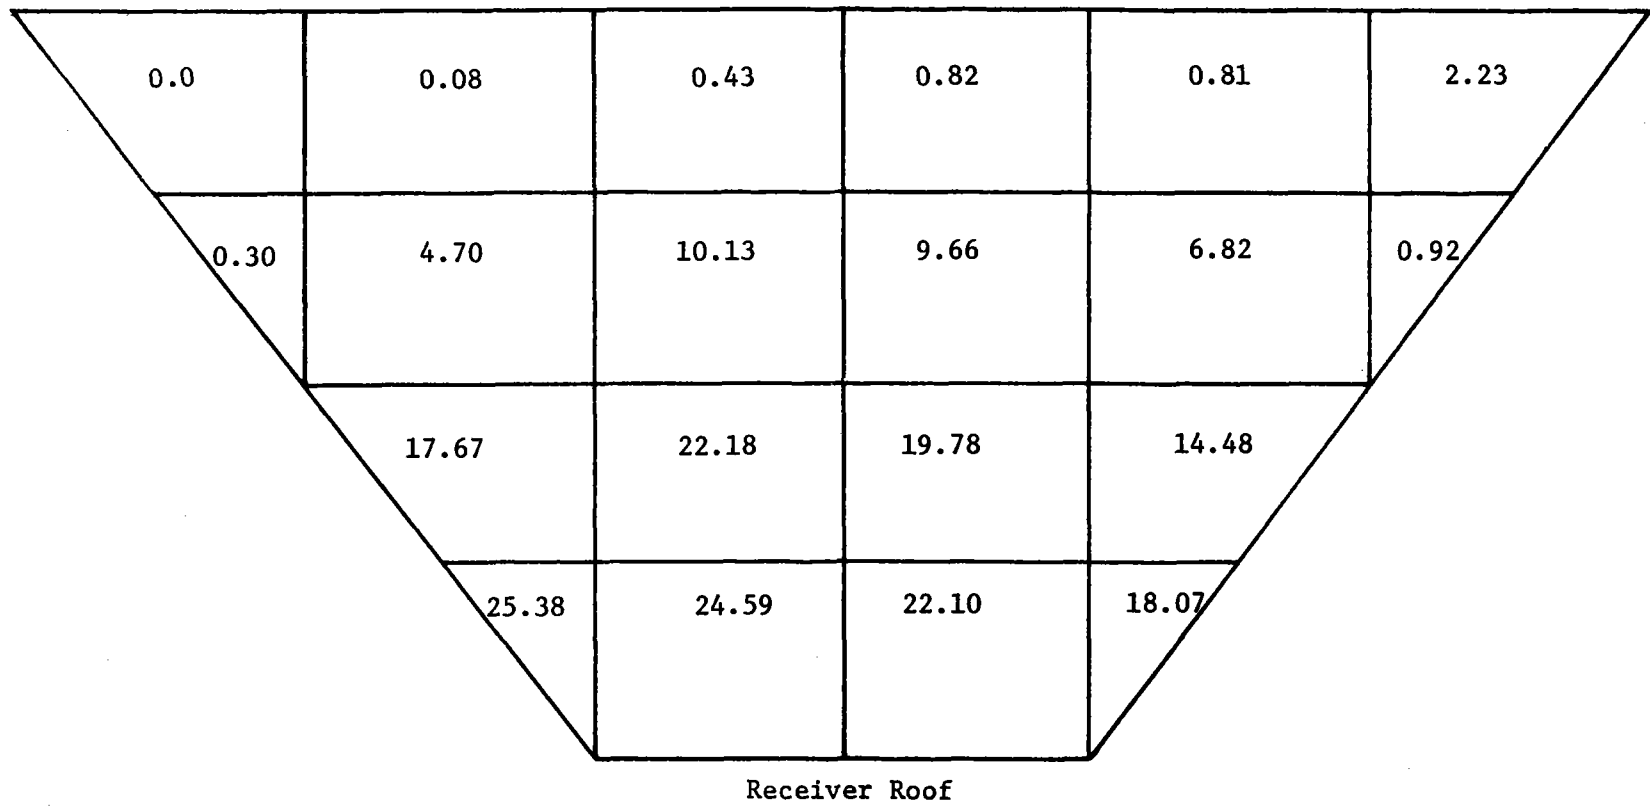 0.0 0.08 0.43 0.82 0.81 2.23
0.30 4.70 10.13 9.66 6.82 0.92
17.67 22.18 19.78 14.48
25.38 24.59 22.10 18.07
Receiver Roof